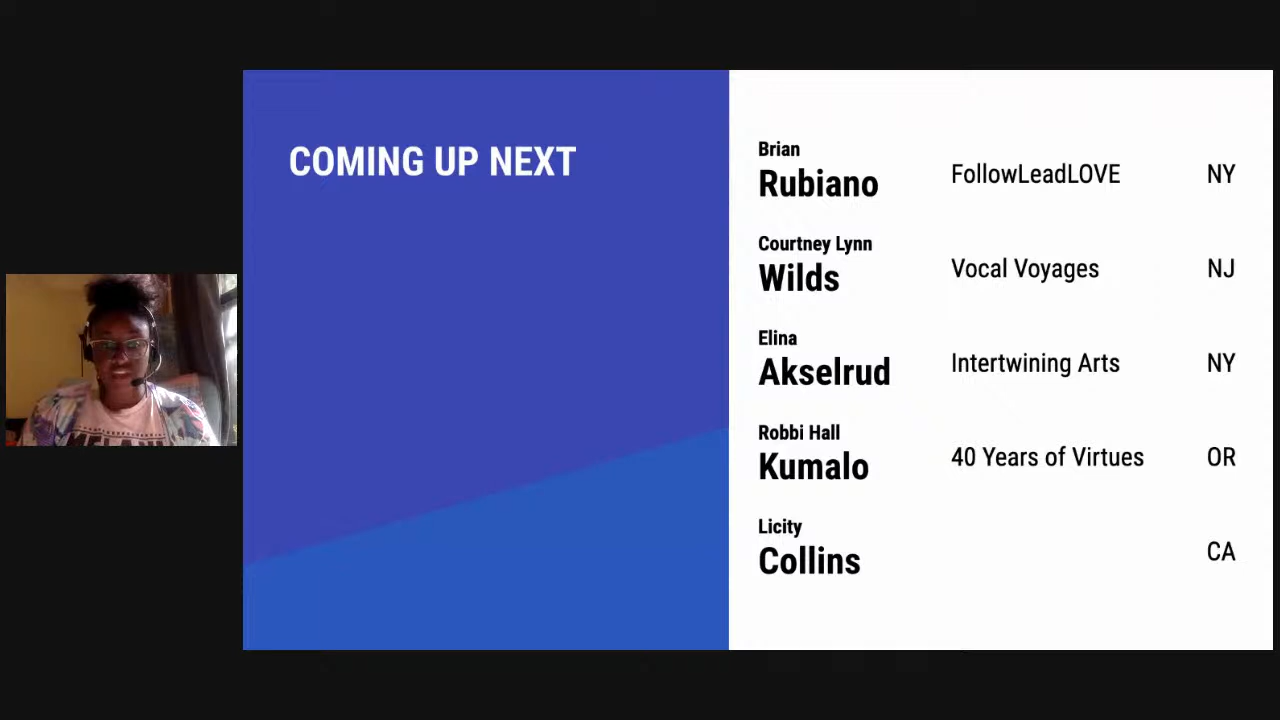 COMING UP NEXT
Brian
Rubiano
FollowLeadLOVE
NY
Courtney Lynn
Wilds
Vocal Voyages
NJ
Elina
Akselrud
Intertwining Arts
NY
Robbi Hall
Kumalo
40 Years of Virtues
OR
Licity
Collins
CA